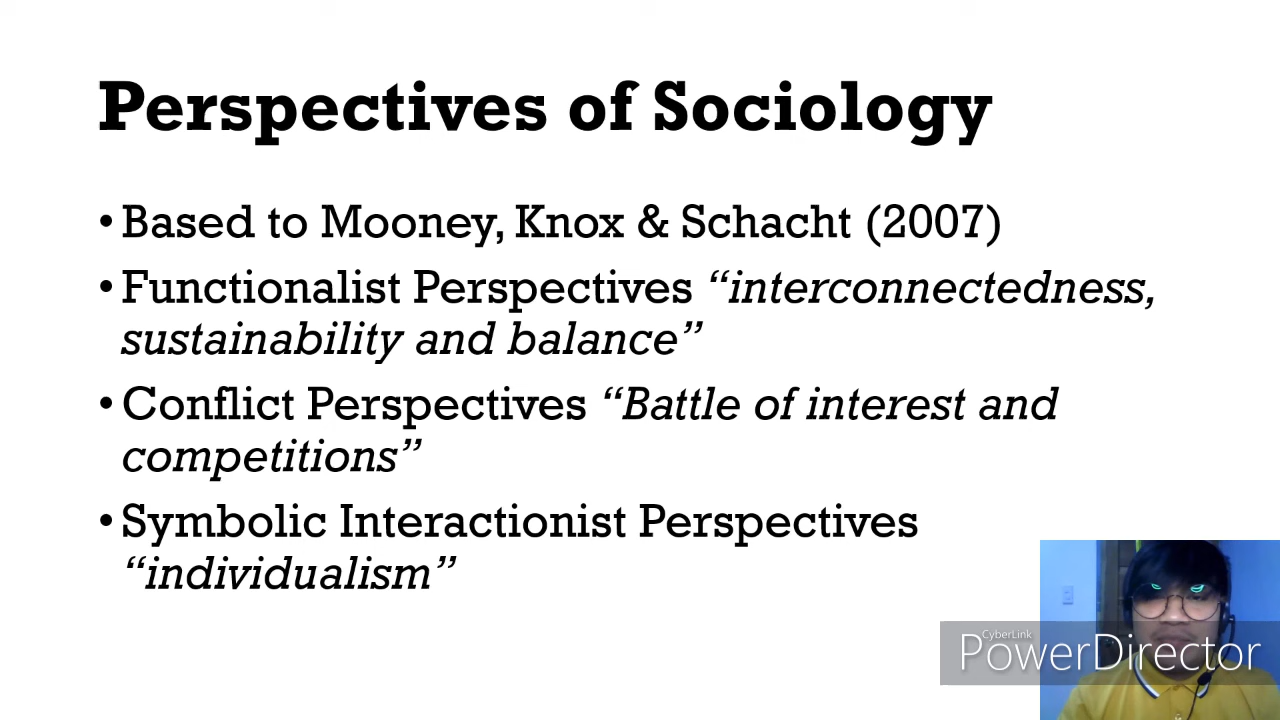 Perspectives of Sociology
•Based to Mooney, Knox & Schacht (2007)
•Functionalist Perspectives “interconnectedness,
sustainability and balance”
•Conflict Perspectives “Battle of interest and
competitions”
•Symbolic Interactionist Perspectives
“individualism”
CyberLink
PowerDirector